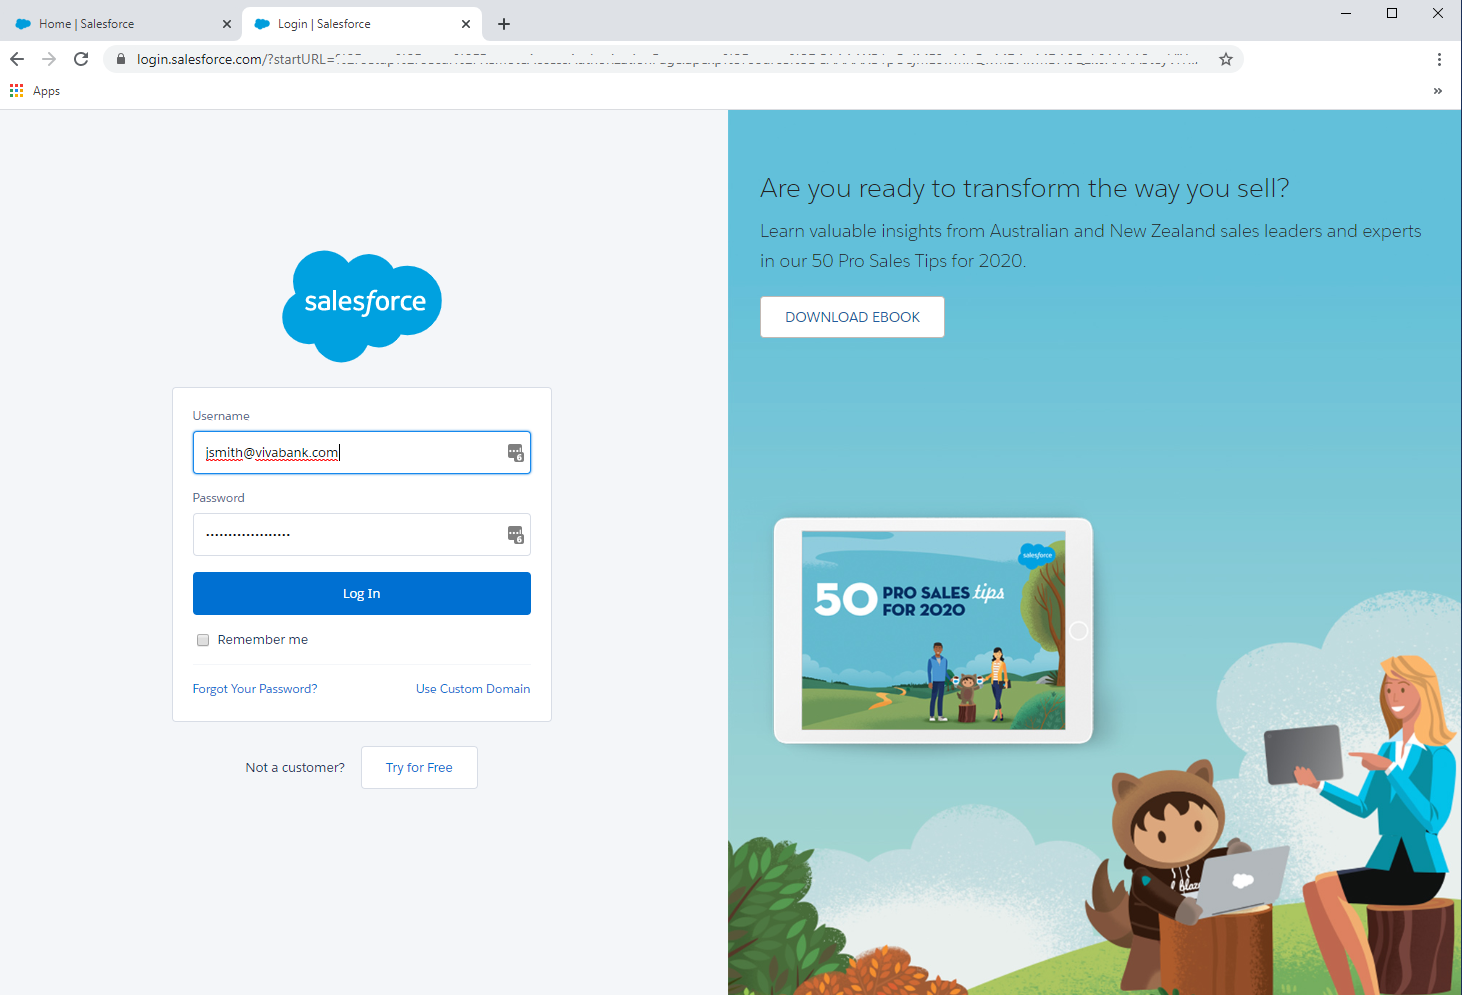 Home | Salesforce
Login | Salesforce
login.salesforce.com/?startURL=
Apps
salesforce
Username
jsmith@vivabank.com
Password
Log In
Remember me
Forgot Your Password?
Use Custom Domain
Not a customer?
Try for Free
Are you ready to transform the way you sell?
Learn valuable insights from Australian and New Zealand sales leaders and experts
in our 50 Pro Sales Tips for 2020.
DOWNLOAD EBOOK
salesforce
50 PRO SALES tips
FOR 2020